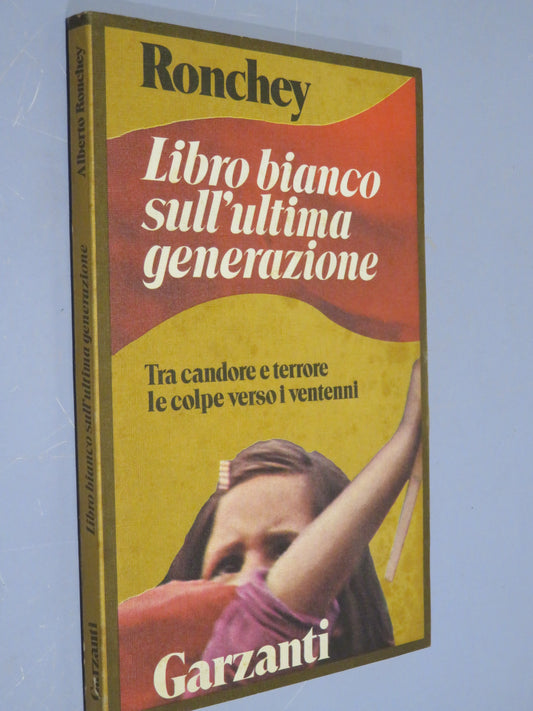 Ronchey
Libro bianco
sull'ultima
generazione
Tra candore e terrore
le colpe verso i ventenni
Garzanti
Alberto Ronchey
Libro bianco sull'ultima generazione
Garzanti